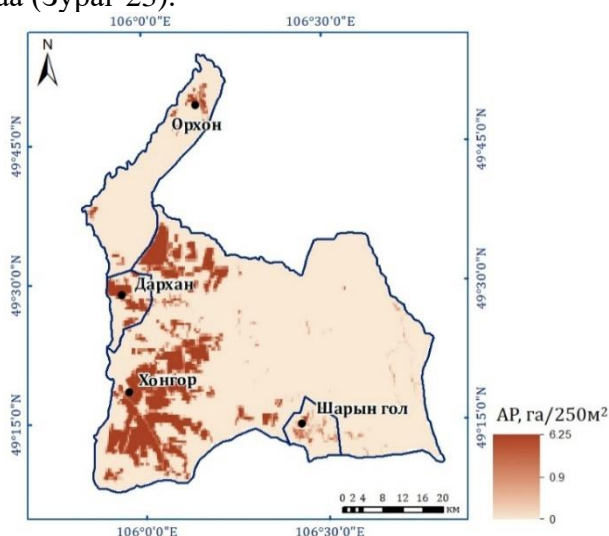 (Зураг 23).
106°0'0"E 106°30'0"E
N
Орхон
49°45'0"N 49°45'0"N
49°30'0"N 49°30'0"N
Дархан
Хонгор
Шарын гол
49°15'0"N 49°15'0"N
АР, га/250м²
6.25
0.9
0
0 2 4 8 12 16 20
км
106°0'0"E 106°30'0"E